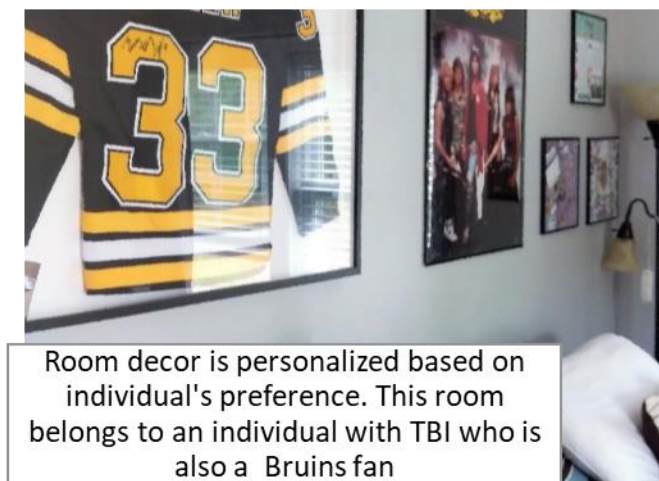 33
Room decor is personalized based on
individual's preference. This room
belongs to an individual with TBI who is
also a Bruins fan